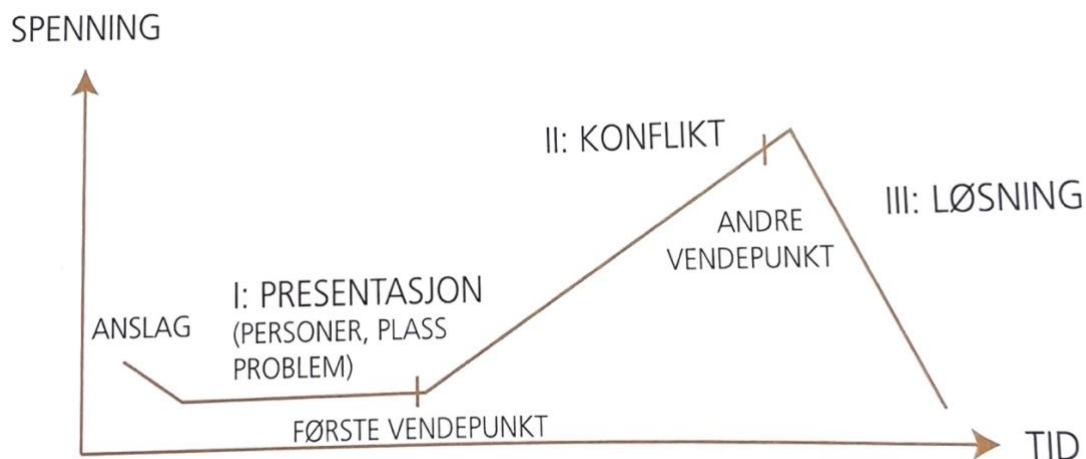 SPENNING
II: KONFLIKT
III: LØSNING
ANDRE
VENDEPUNKT
I: PRESENTASJON
(PERSONER, PLASS
PROBLEM)
ANSLAG
FØRSTE VENDEPUNKT
TID